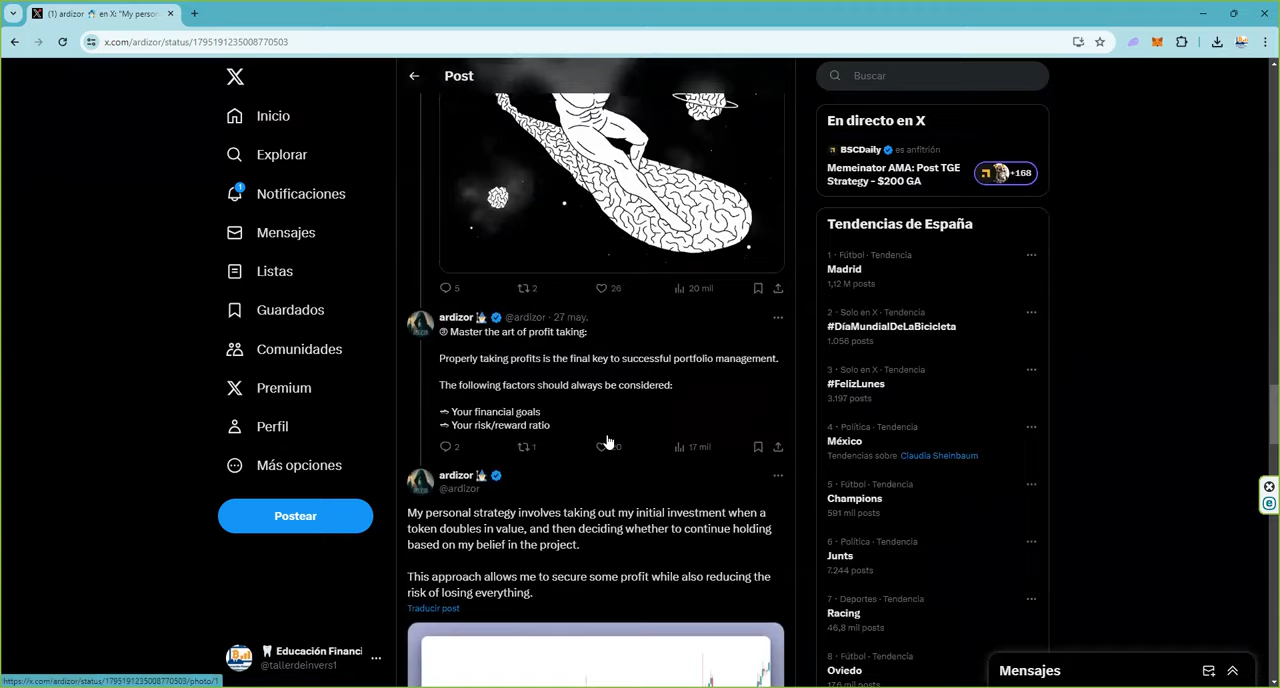 (1) ardizor en X: "My person
x.com/ardizor/status/1795191235008770503
Inicio
Explorar
1
Notificaciones
Mensajes
Listas
Guardados
Comunidades
Premium
Perfil
Más opciones
Postear
Educación Financi
@tallerdeinvers1
https://x.com/ardizor/status/1795191235008770503/photo/1
Post
5
2
26
20 mil
ardizor @ardizor · 27 may.
Master the art of profit taking:
Properly taking profits is the final key to successful portfolio management.
The following factors should always be considered:
➬ Your financial goals
➬ Your risk/reward ratio
2
1
17 mil
ardizor
@ardizor
My personal strategy involves taking out my initial investment when a
token doubles in value, and then deciding whether to continue holding
based on my belief in the project.
This approach allows me to secure some profit while also reducing the
risk of losing everything.
Traducir post
Buscar
En directo en X
BSCDaily es anfitrión
Memeinator AMA: Post TGE
Strategy - $200 GA
+168
Tendencias de España
1 · Fútbol · Tendencia
Madrid
1,12 M posts
2 · Solo en X · Tendencia
#DíaMundialDeLaBicicleta
1.056 posts
3 · Solo en X · Tendencia
#FelizLunes
3.197 posts
4 · Política · Tendencia
México
Tendencias sobre Claudia Sheinbaum
5 · Fútbol · Tendencia
Champions
591 mil posts
6 · Política · Tendencia
Junts
7.244 posts
7 · Deportes · Tendencia
Racing
46,8 mil posts
8 · Fútbol · Tendencia
Oviedo
17,6 mil posts
Mensajes